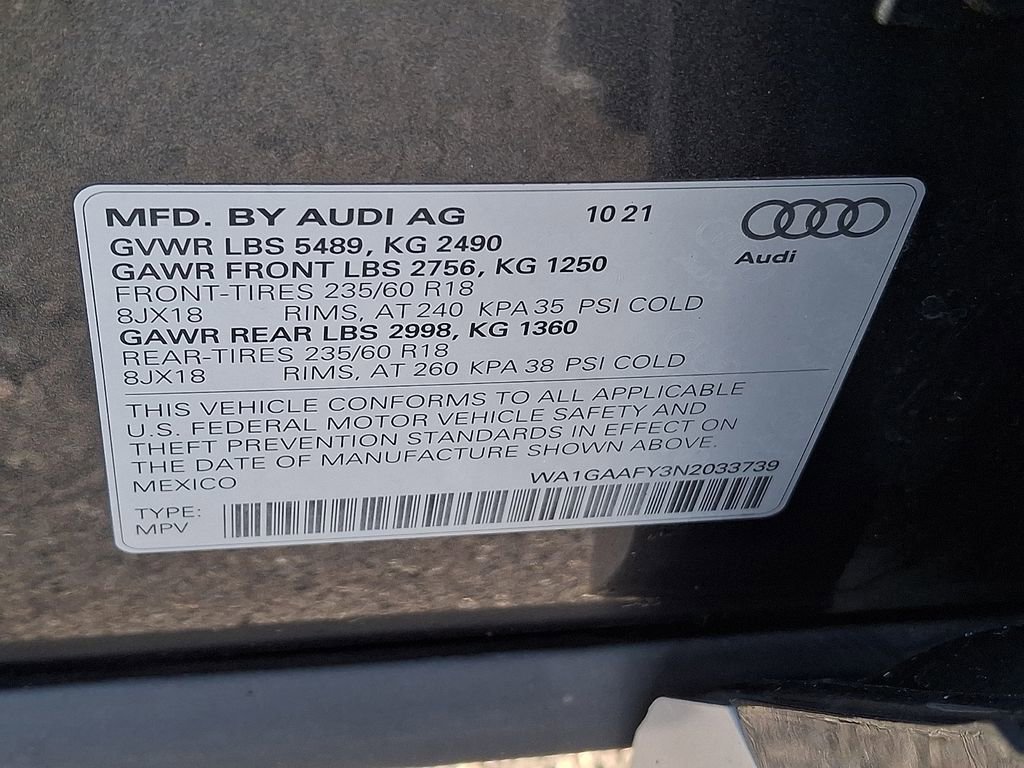 MFD. BY AUDI AG 10 21
Audi
GVWR LBS 5489, KG 2490
GAWR FRONT LBS 2756, KG 1250
FRONT-TIRES 235/60 R18
8JX18 RIMS, AT 240 KPA 35 PSI COLD
GAWR REAR LBS 2998, KG 1360
REAR-TIRES 235/60 R18
8JX18 RIMS, AT 260 KPA 38 PSI COLD
THIS VEHICLE CONFORMS TO ALL APPLICABLE
U.S. FEDERAL MOTOR VEHICLE SAFETY AND
THEFT PREVENTION STANDARDS IN EFFECT ON
THE DATE OF MANUFACTURE SHOWN ABOVE.
MEXICO WA1GAAFY3N2033739
TYPE:
MPV